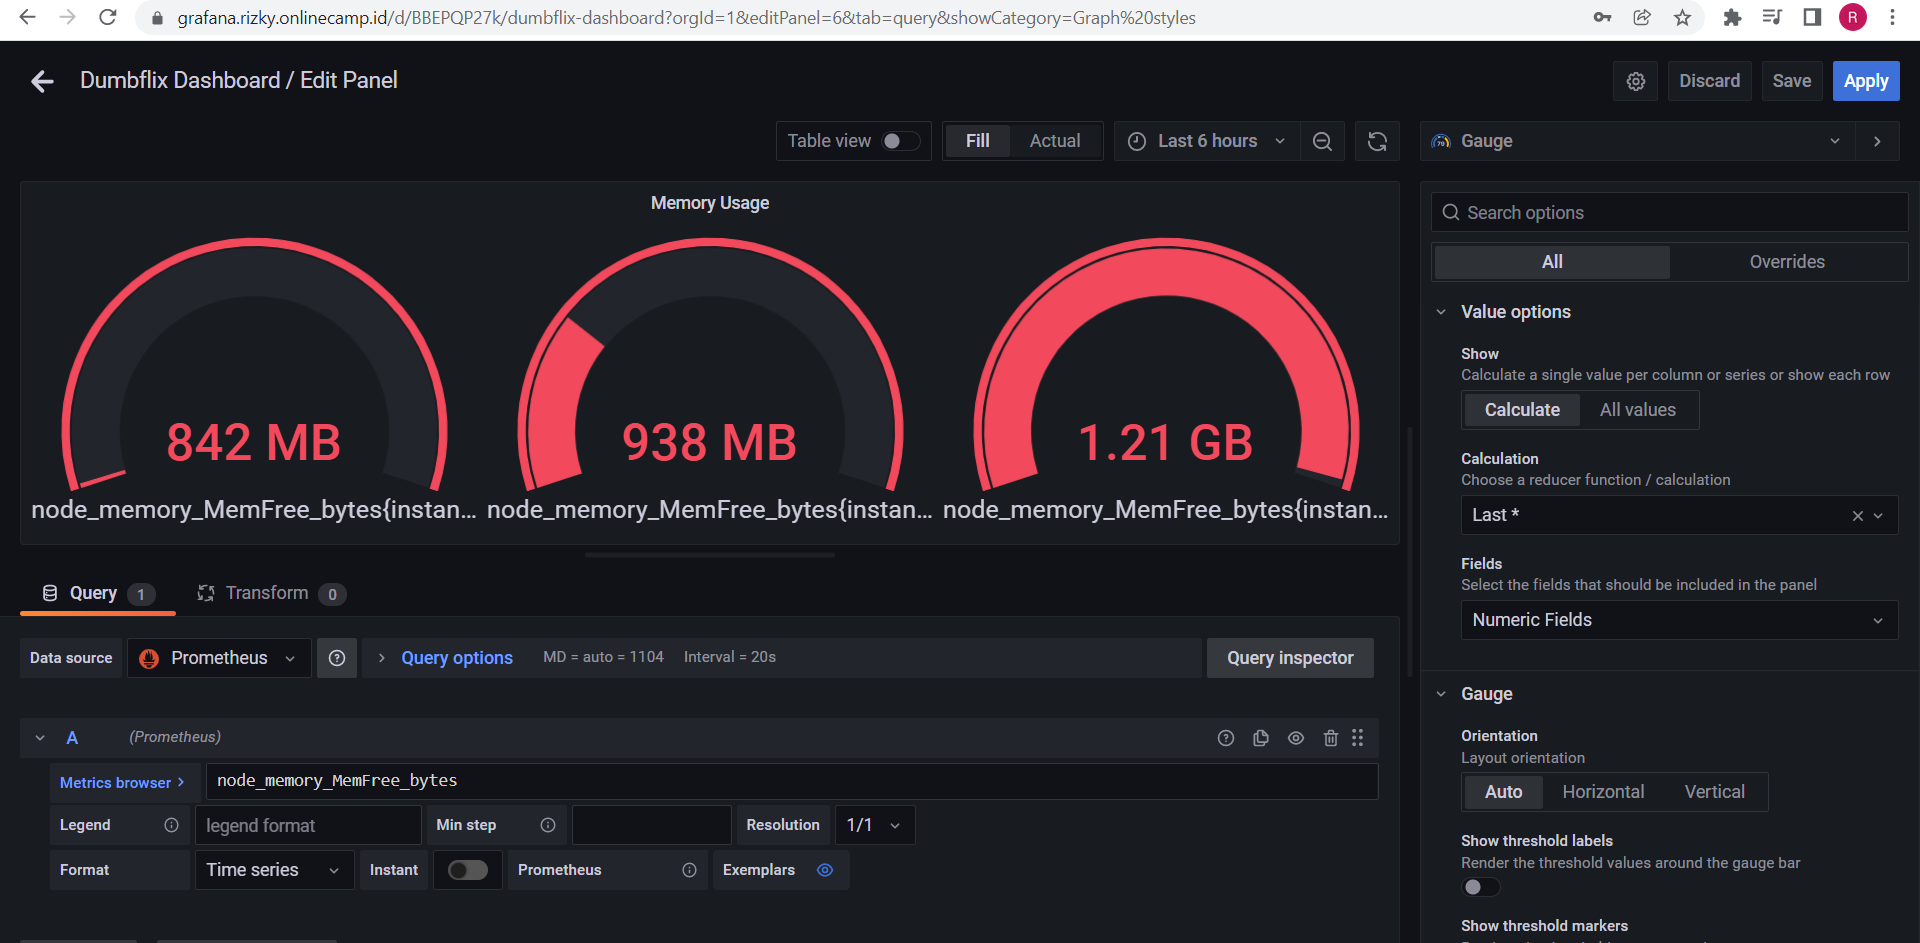 grafana.rizky.onlinecamp.id/d/BBEPQP27k/dumbflix-dashboard?orgId=1&editPanel=6&tab=query&showCategory=Graph%20styles
R
Dumbflix Dashboard / Edit Panel
Discard
Save
Apply
Table view
Fill
Actual
Last 6 hours
Gauge
Memory Usage
842 MB
938 MB
1.21 GB
node_memory_MemFree_bytes{instan...
node_memory_MemFree_bytes{instan...
node_memory_MemFree_bytes{instan...
Query 1
Transform 0
Data source
Prometheus
Query options
MD = auto = 1104
Interval = 20s
Query inspector
A
(Prometheus)
Metrics browser >
node_memory_MemFree_bytes
Legend
legend format
Min step
Resolution
1/1
Format
Time series
Instant
Prometheus
Exemplars
Search options
All
Overrides
Value options
Show
Calculate a single value per column or series or show each row
Calculate
All values
Calculation
Choose a reducer function / calculation
Last *
Fields
Select the fields that should be included in the panel
Numeric Fields
Gauge
Orientation
Layout orientation
Auto
Horizontal
Vertical
Show threshold labels
Render the threshold values around the gauge bar
Show threshold markers